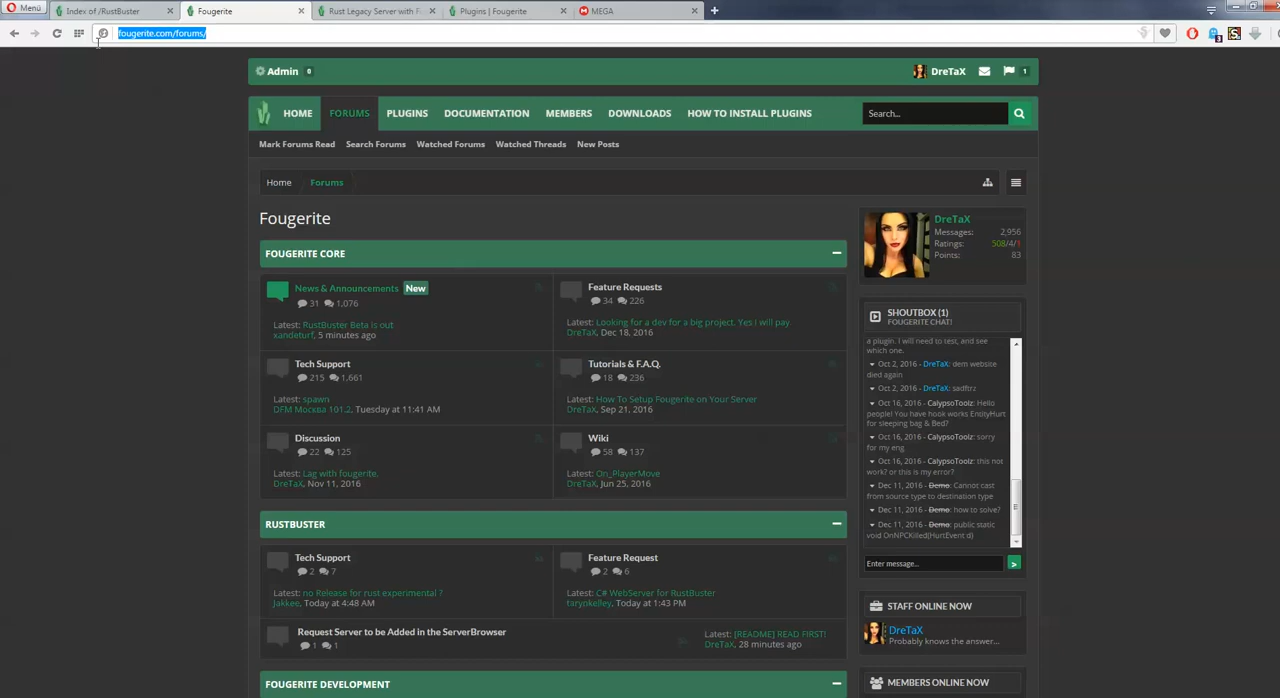 Menü
Index of /RustBuster
Fougerite
Rust Legacy Server with F
Plugins | Fougerite
MEGA
fougerite.com/forums/
3
Admin 0
DreTaX
1
HOME
FORUMS
PLUGINS
DOCUMENTATION
MEMBERS
DOWNLOADS
HOW TO INSTALL PLUGINS
Search...
Mark Forums Read
Search Forums
Watched Forums
Watched Threads
New Posts
Home
Forums
Fougerite
FOUGERITE CORE
News & Announcements New
31 1,076
Latest: RustBuster Beta is out
xandeturf, 5 minutes ago
Feature Requests
34 226
Latest: Looking for a dev for a big project. Yes I will pay.
DreTaX, Dec 18, 2016
Tech Support
215 1,661
Latest: spawn
DFM Москва 101.2, Tuesday at 11:41 AM
Tutorials & F.A.Q.
18 236
Latest: How To Setup Fougerite on Your Server
DreTaX, Sep 21, 2016
Discussion
22 125
Latest: Lag with fougerite.
DreTaX, Nov 11, 2016
Wiki
58 137
Latest: On_PlayerMove
DreTaX, Jun 25, 2016
RUSTBUSTER
Tech Support
2 7
Latest: no Release for rust experimental ?
Jakkee, Today at 4:48 AM
Feature Request
2 6
Latest: C# WebServer for RustBuster
tarypkelley, Today at 1:43 PM
Request Server to be Added in the ServerBrowser
1 1
Latest: [README] READ FIRST!
DreTaX, 28 minutes ago
FOUGERITE DEVELOPMENT
DreTaX
Messages: 2,956
Ratings: 508/4/
Points: 83
SHOUTBOX (1)
FOUGERITE CHAT!
a plugin. I will need to test, and see
which one.
Oct 2, 2016 - DreTaX: dem website
died again
Oct 2, 2016 - DreTaX: sadftrz
Oct 16, 2016 - CalypsoToolz: Hello
people! You have hook works EntityHurt
for sleeping bag & Bed?
Oct 16, 2016 - CalypsoToolz: sorry
for my eng.
Oct 16, 2016 - CalypsoToolz: this not
work? or this is my error?
Dec 11, 2016 - Demo: Cannot cast
from source type to destination type
Dec 11, 2016 - Demo: how to solve?
Dec 11, 2016 - Demo: public static
void OnNPCKilled(HurtEvent d)
Enter message...
>
STAFF ONLINE NOW
DreTaX
Probably knows the answer...
MEMBERS ONLINE NOW